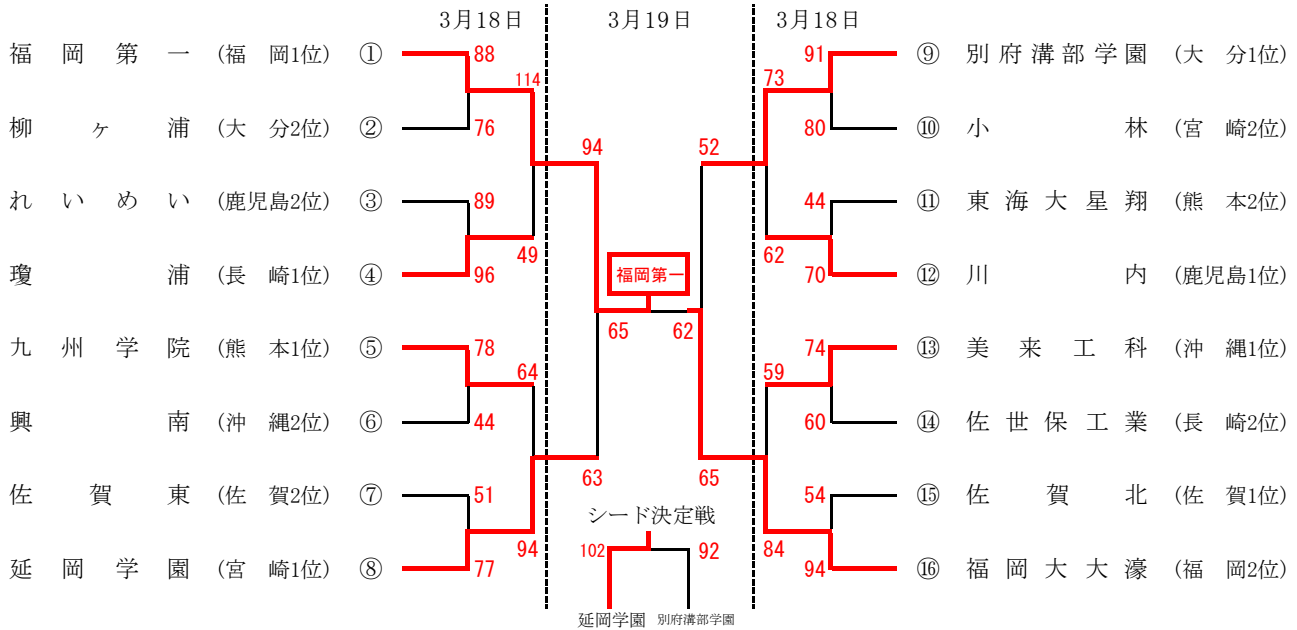 3月18日 3月19日 3月18日
福岡第一 (福 岡1位) ① 88 91 ⑨ 別府溝部学園 (大 分1位)
114 73
柳ヶ浦 (大 分2位) ② 76 80 ⑩ 小林 (宮 崎2位)
94 52
れいめい (鹿児島2位) ③ 89 44 ⑪ 東海大星翔 (熊 本2位)
49 62
瓊浦 (長 崎1位) ④ 96 福岡第一 70 ⑫ 川内 (鹿児島1位)
65 62
九州学院 (熊 本1位) ⑤ 78 74 ⑬ 美来工科 (沖 縄1位)
64 59
興南 (沖 縄2位) ⑥ 44 60 ⑭ 佐世保工業 (長 崎2位)
63 65
佐賀東 (佐 賀2位) ⑦ 51 54 ⑮ 佐賀北 (佐 賀1位)
シード決定戦
94 102 92 84
延岡学園 (宮 崎1位) ⑧ 77 94 ⑯ 福岡大大濠 (福 岡2位)
延岡学園 別府溝部学園